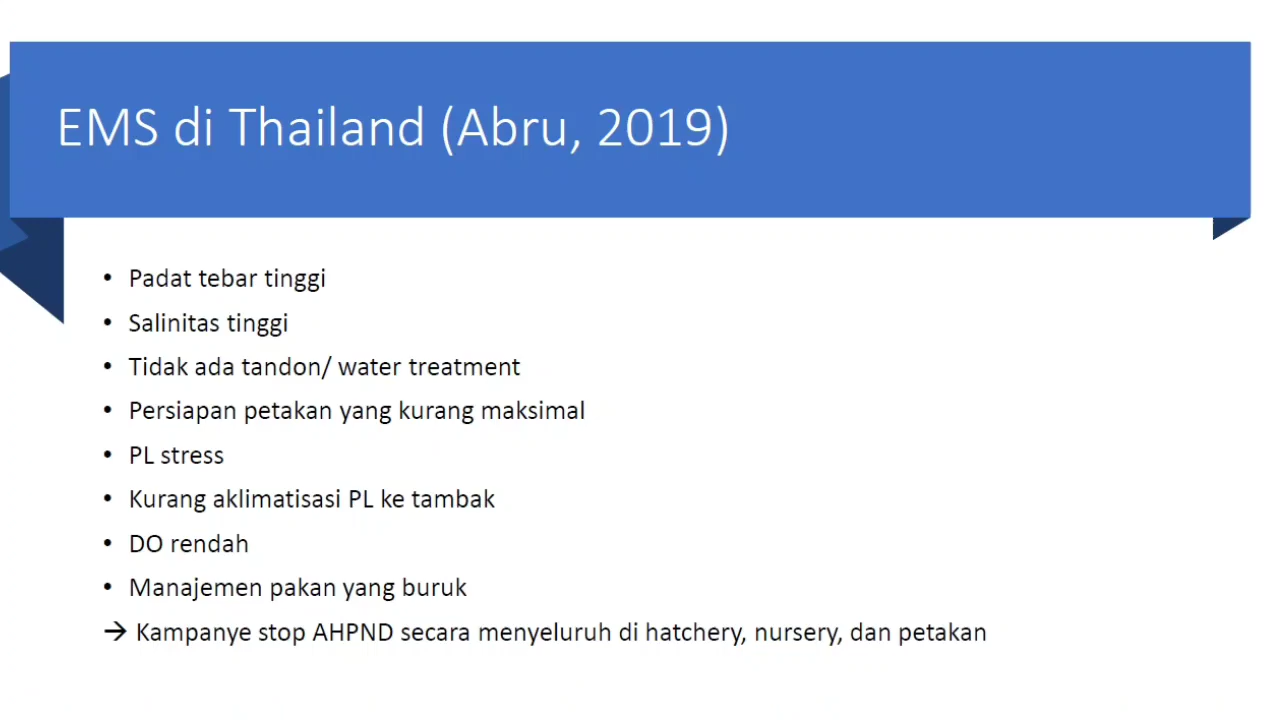 EMS di Thailand (Abru, 2019)
• Padat tebar tinggi
• Salinitas tinggi
• Tidak ada tandon/ water treatment
• Persiapan petakan yang kurang maksimal
• PL stress
• Kurang aklimatisasi PL ke tambak
• DO rendah
• Manajemen pakan yang buruk
→ Kampanye stop AHPND secara menyeluruh di hatchery, nursery, dan petakan